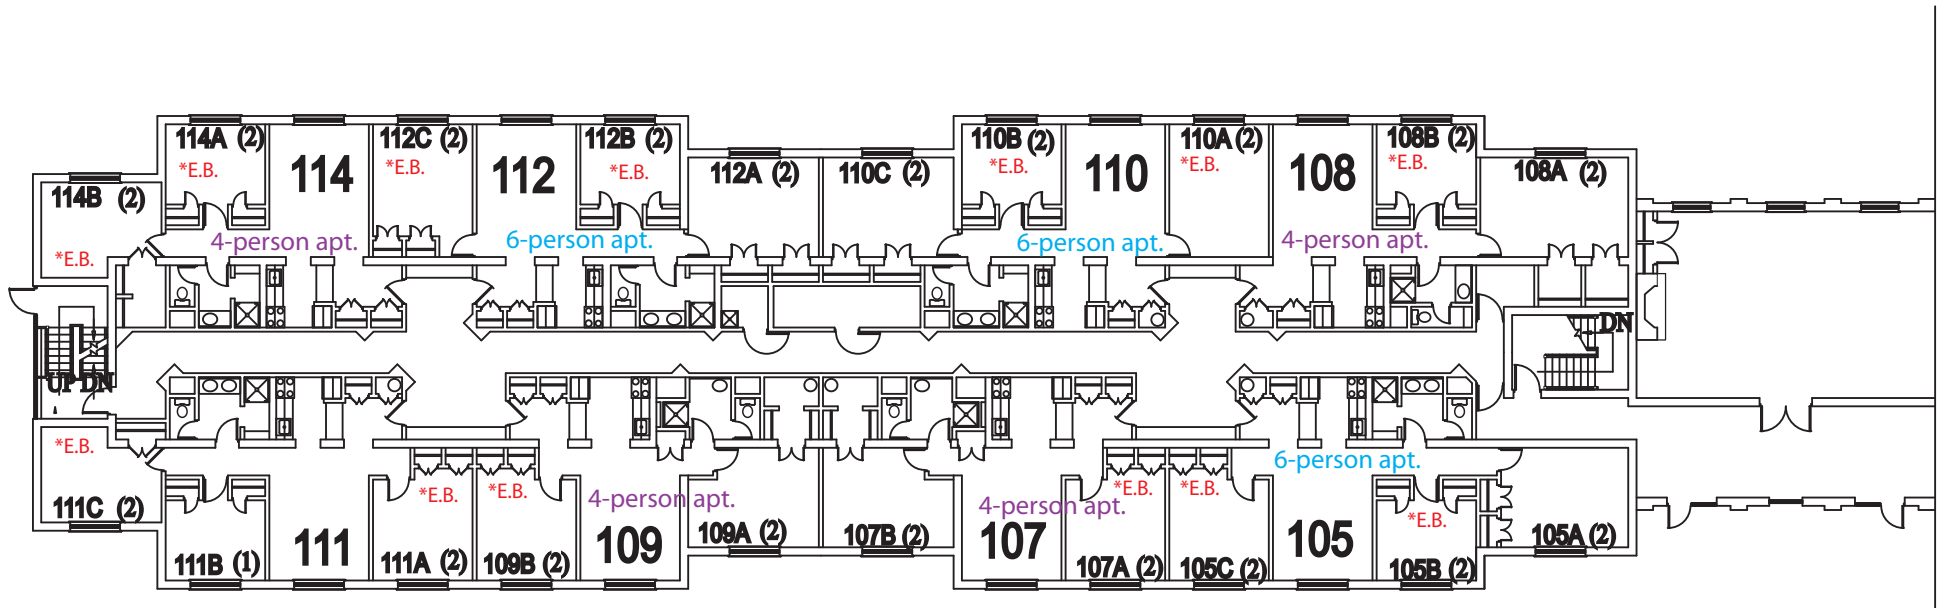 114A (2)
*E.B.
114
112C (2)
*E.B.
112
112B (2)
*E.B.
112A (2)
110C (2)
110B (2)
*E.B.
110
110A (2)
*E.B.
108
108B (2)
*E.B.
108A (2)
114B (2)
*E.B.
4-person apt.
6-person apt.
6-person apt.
4-person apt.
UP DN
DN
*E.B.
111C (2)
111B (1)
111
*E.B.
111A (2)
*E.B.
109B (2)
4-person apt.
109
109A (2)
107B (2)
4-person apt.
107
*E.B.
107A (2)
*E.B.
105C (2)
6-person apt.
105
*E.B.
105B (2)
105A (2)